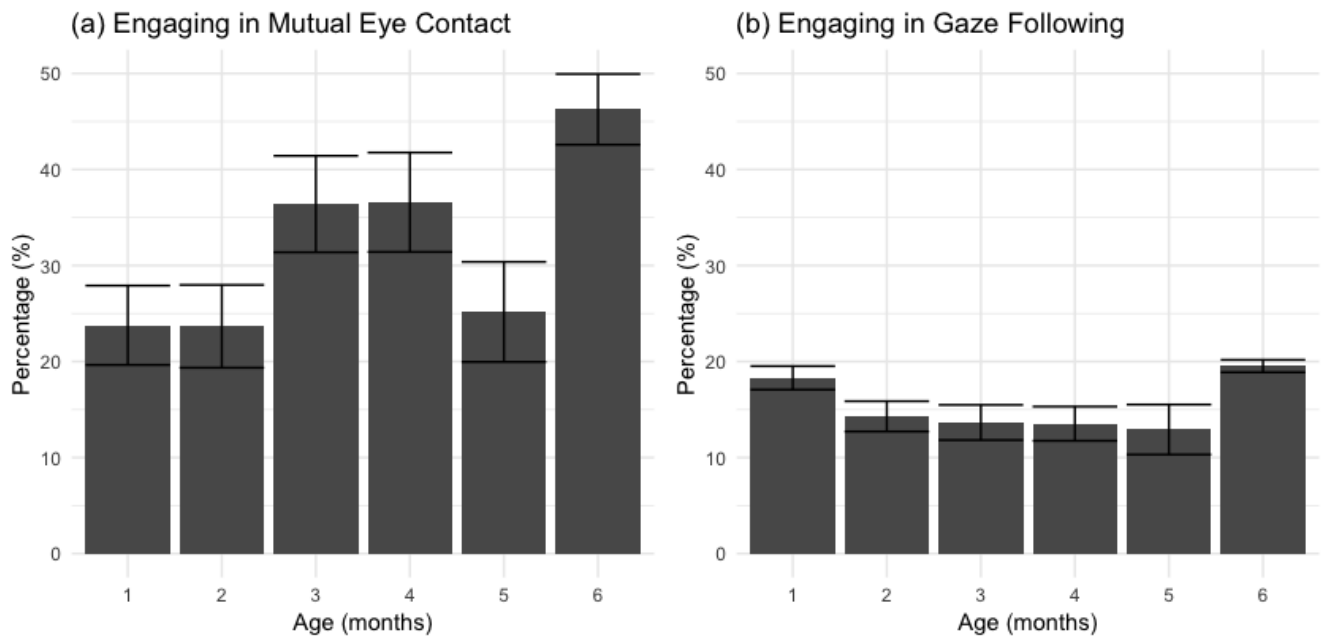 (a) Engaging in Mutual Eye Contact
50
40
30
20
10
0
Percentage (%)
1 2 3 4 5 6
Age (months)
(b) Engaging in Gaze Following
50
40
30
20
10
0
Percentage (%)
1 2 3 4 5 6
Age (months)